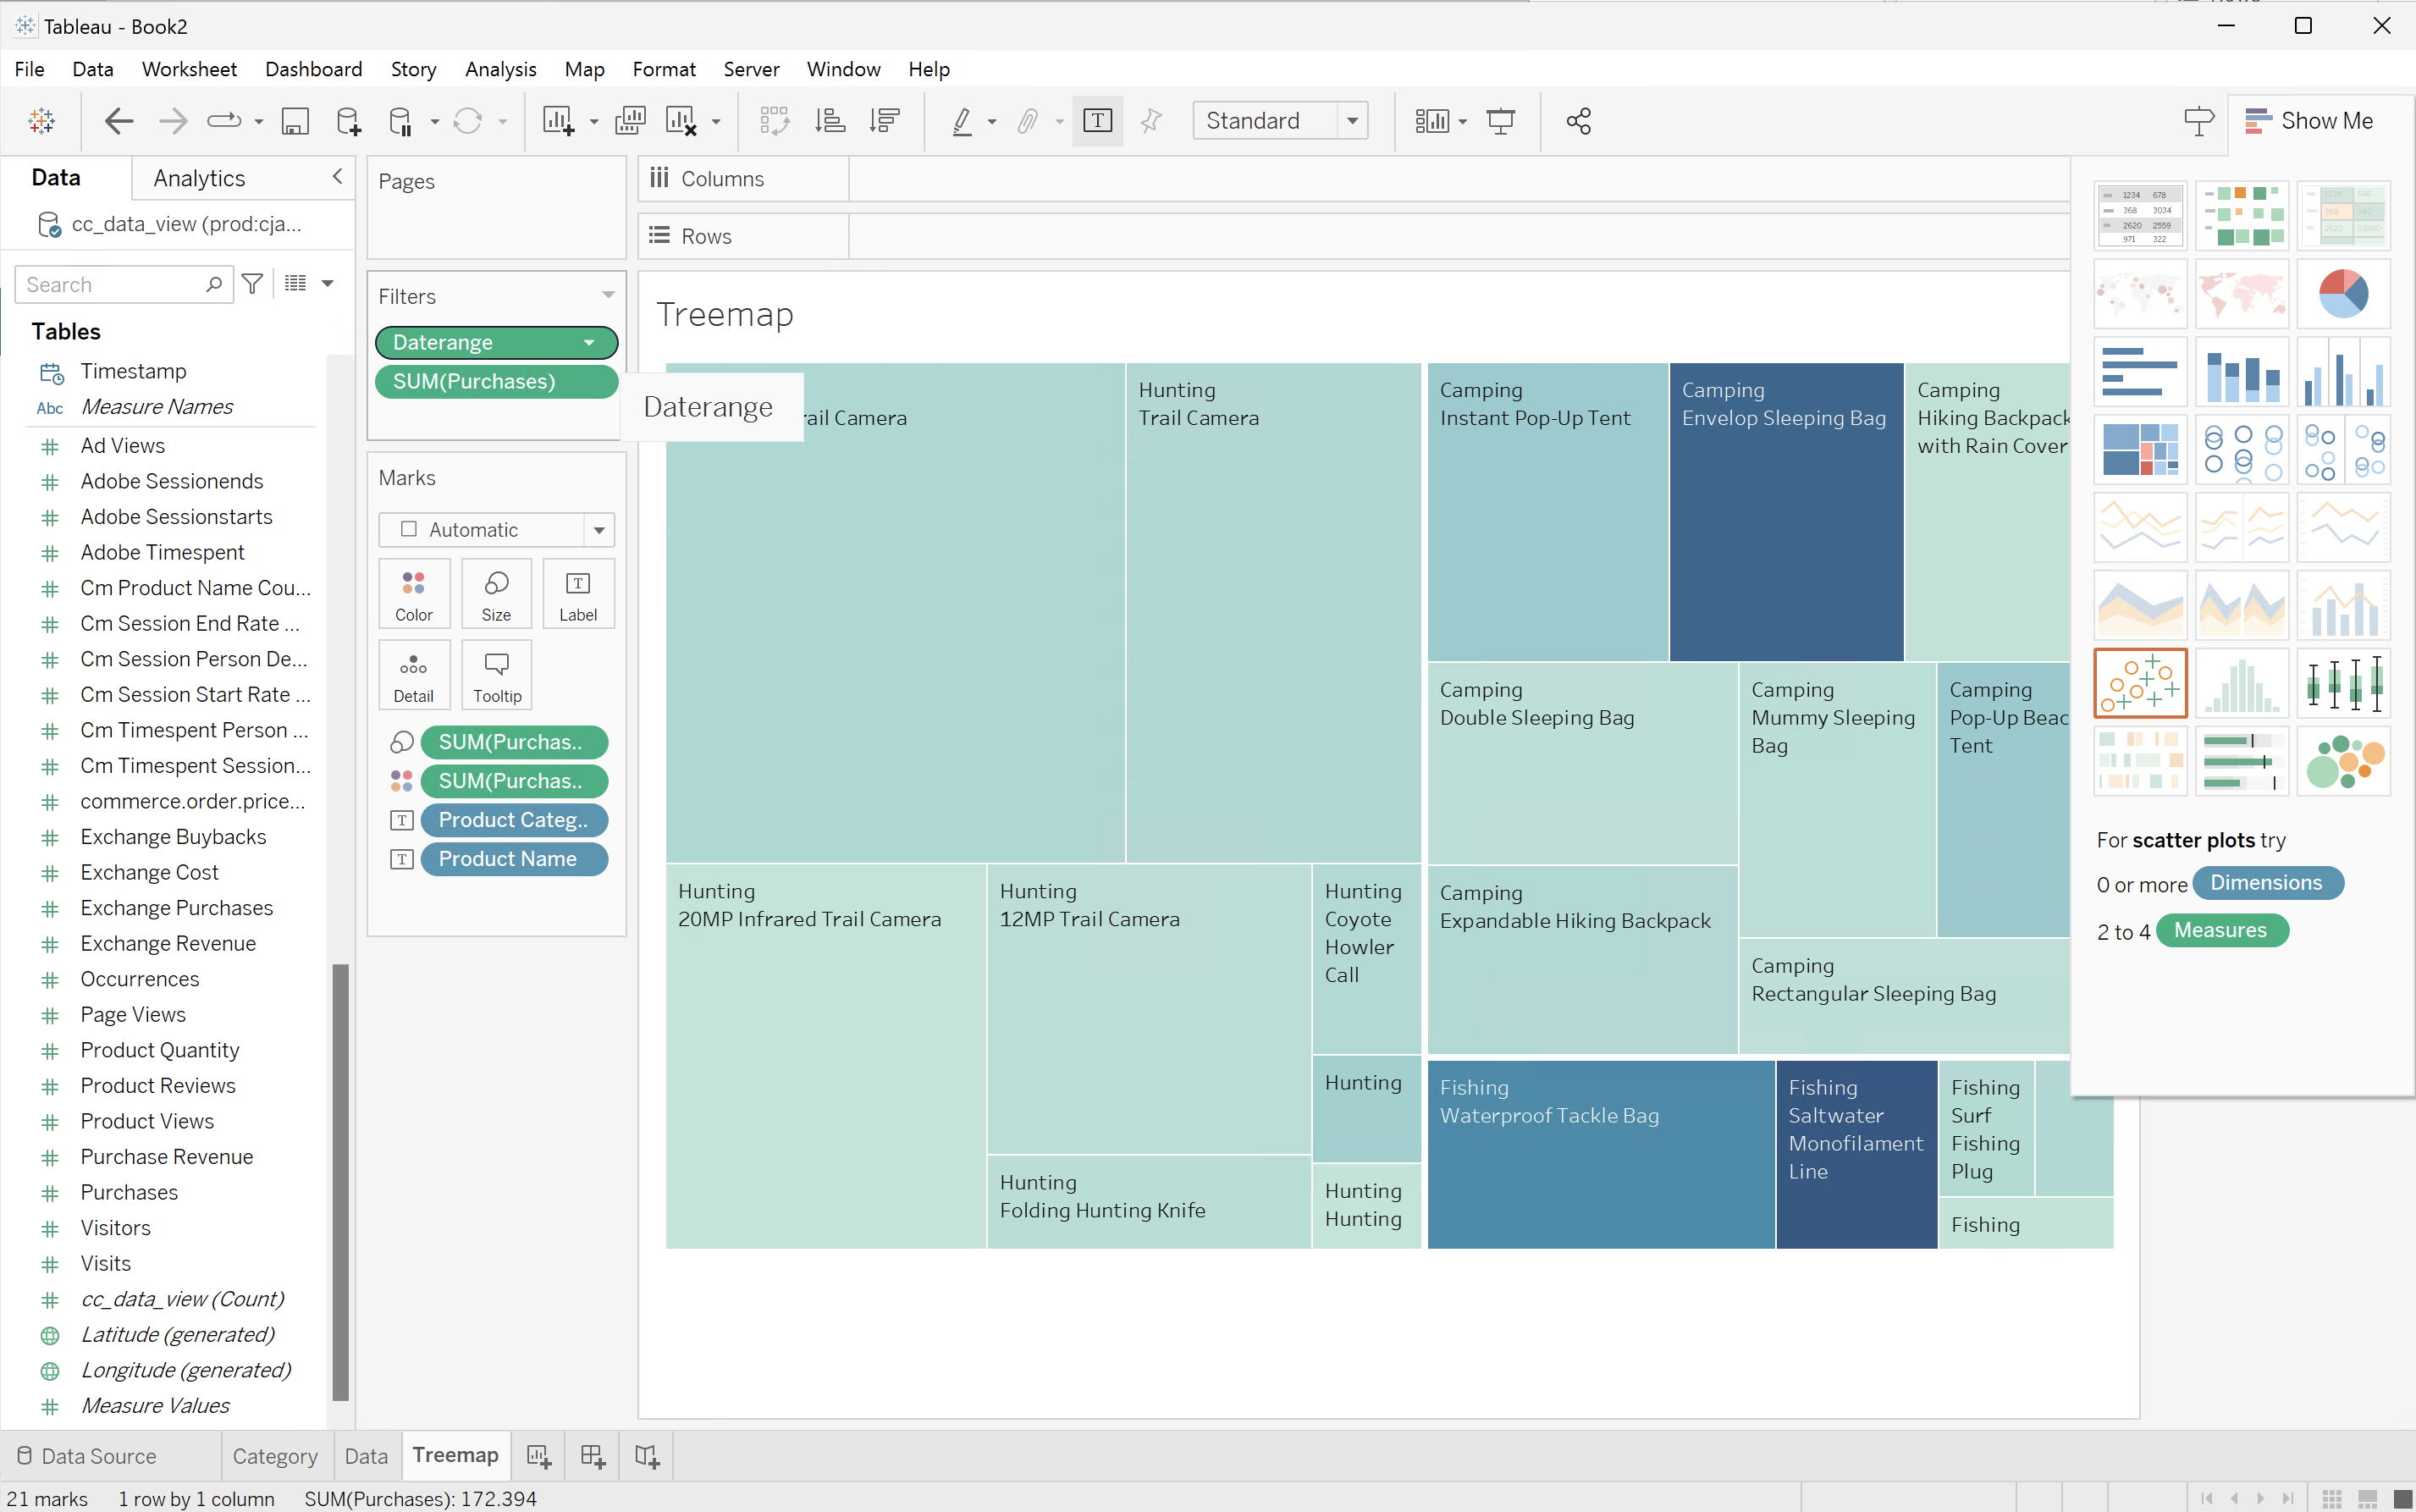 Tableau - Book2
File Data Worksheet Dashboard Story Analysis Map Format Server Window Help
Standard
Show Me
Data
Analytics
cc_data_view (prod:cja...
Search
Tables
Timestamp
Abc Measure Names
Ad Views
Adobe Sessionends
Adobe Sessionstarts
Adobe Timespent
Cm Product Name Cou...
Cm Session End Rate ...
Cm Session Person De...
Cm Session Start Rate ...
Cm Timespent Person ...
Cm Timespent Session...
commerce.order.price...
Exchange Buybacks
Exchange Cost
Exchange Purchases
Exchange Revenue
Occurrences
Page Views
Product Quantity
Product Reviews
Product Views
Purchase Revenue
Purchases
Visitors
Visits
cc_data_view (Count)
Latitude (generated)
Longitude (generated)
Measure Values
Pages
Filters
Daterange
SUM(Purchases)
Daterange
Marks
Automatic
Color
Size
Label
Detail
Tooltip
SUM(Purchas..
SUM(Purchas..
Product Categ..
Product Name
Columns
Rows
Treemap
rail Camera
Hunting
Trail Camera
Camping
Instant Pop-Up Tent
Camping
Envelop Sleeping Bag
Camping
Hiking Backpack
with Rain Cover
Camping
Double Sleeping Bag
Camping
Mummy Sleeping
Bag
Camping
Pop-Up Beac
Tent
Hunting
20MP Infrared Trail Camera
Hunting
12MP Trail Camera
Hunting
Coyote
Howler
Call
Camping
Expandable Hiking Backpack
Camping
Rectangular Sleeping Bag
Hunting
Hunting
Folding Hunting Knife
Hunting
Hunting
Fishing
Waterproof Tackle Bag
Fishing
Saltwater
Monofilament
Line
Fishing
Surf
Fishing
Plug
Fishing
1234 678
368 3034
2620 2559
971 322
For scatter plots try
0 or more Dimensions
2 to 4 Measures
Data Source
Category
Data
Treemap
21 marks
1 row by 1 column
SUM(Purchases): 172.394